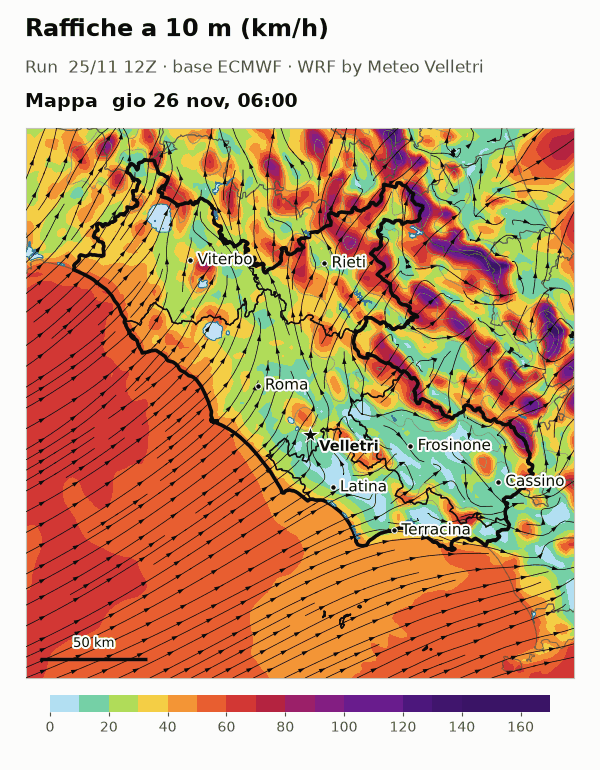 Raffiche a 10 m (km/h)
Run  25/11 12Z · base ECMWF · WRF by Meteo Velletri
Mappa  gio 26 nov, 06:00
Viterbo
Rieti
Roma
Velletri
Frosinone
Cassino
Latina
Terracina
50 km
0 20 40 60 80 100 120 140 160